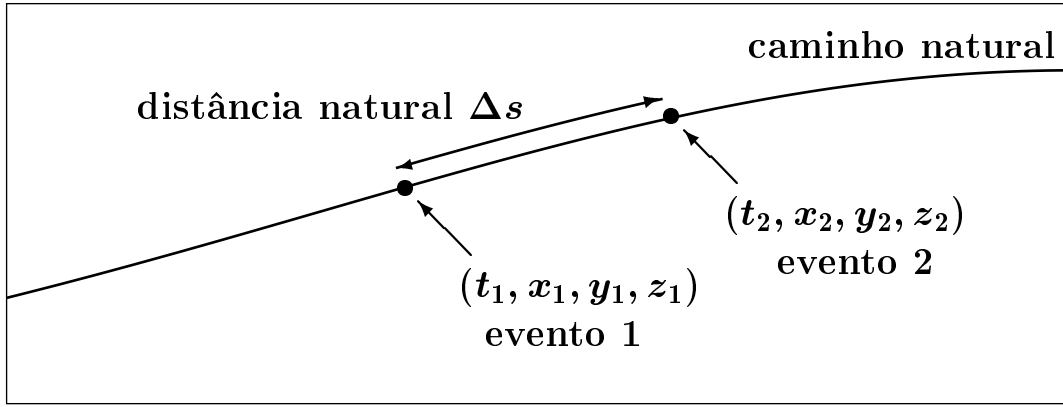 caminho natural
distância natural Δs
(t₂, x₂, y₂, z₂)
evento 2
(t₁, x₁, y₁, z₁)
evento 1